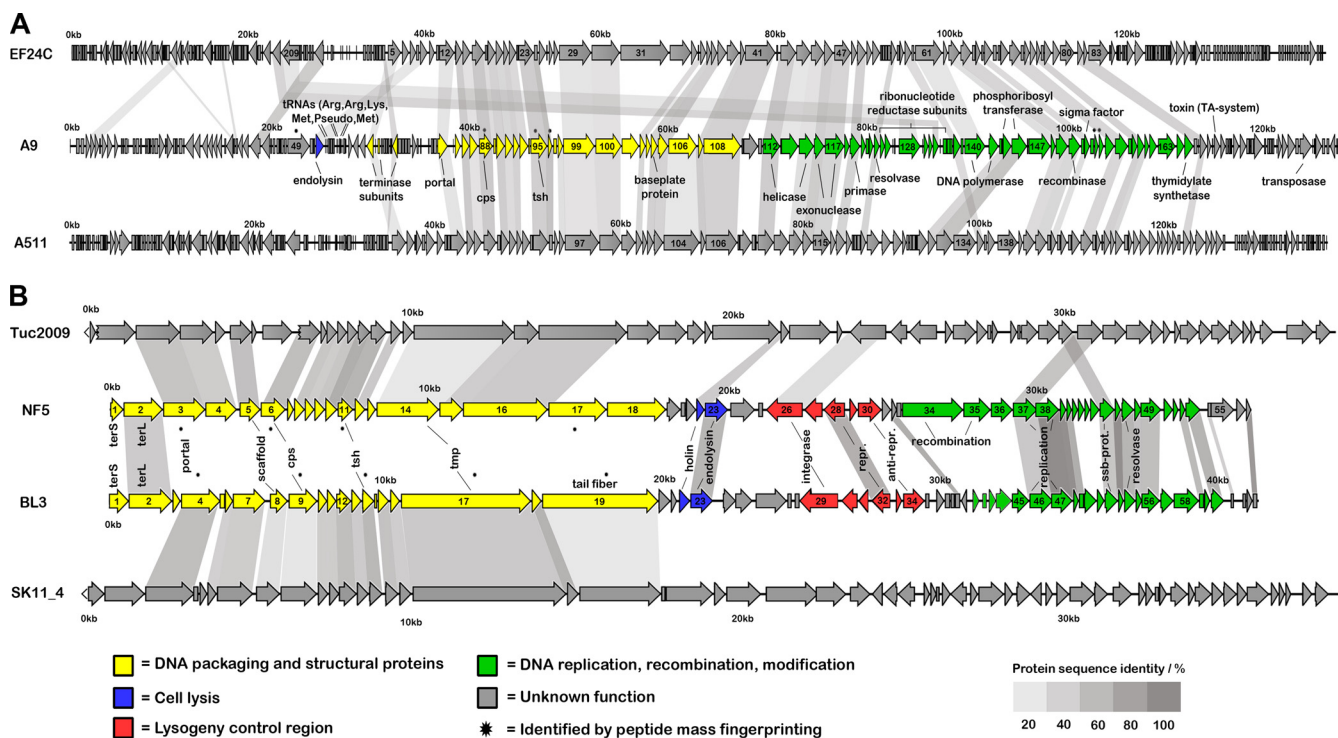 A
0kb 20kb 40kb 60kb 80kb 100kb 120kb
EF24C
209 5 12 23 29 31 41 47 61 80 83
tRNAs (Arg,Arg,Lys,
Met,Pseudo,Met)
ribonucleotide
reductase subunits
phosphoribosyl
transferase
sigma factor
toxin (TA-system)
0kb 20kb 40kb 60kb 80kb 100kb 120kb
A9
49 88 95 99 100 106 108 112 117 128 140 147 163
endolysin
terminase
subunits
portal
cps
tsh
baseplate
protein
helicase
exonuclease
primase
resolvase
DNA polymerase
recombinase
thymidylate
synthetase
transposase
0kb 20kb 40kb 60kb 80kb 100kb 120kb
A511
97 104 106 115 134 138
B
0kb 10kb 20kb 30kb
Tuc2009
0kb 10kb 20kb 30kb
NF5
1 2 3 4 5 6 11 14 16 17 18 23 26 28 30 34 35 36 37 38 49 55
terS
terL
portal
scaffold
cps
tsh
tmp
tail fiber
holin
endolysin
integrase
repr.
anti-repr.
recombination
replication
ssb-prot.
resolvase
terS
terL
10kb 20kb 30kb 40kb
BL3
1 2 4 7 8 9 12 17 19 23 29 32 34 45 46 47 56 58
0kb
SK11_4
0kb 10kb 20kb 30kb
= DNA packaging and structural proteins
= Cell lysis
= Lysogeny control region
= DNA replication, recombination, modification
= Unknown function
= Identified by peptide mass fingerprinting
Protein sequence identity / %
20 40 60 80 100